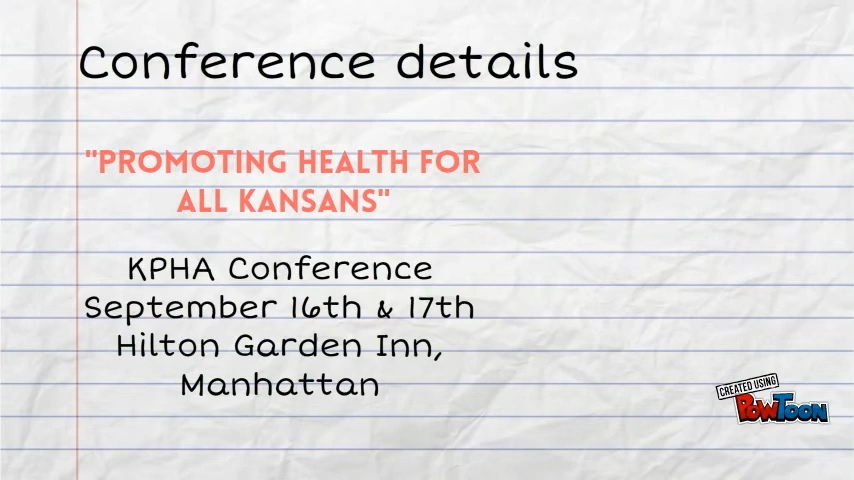 Conference details
"PROMOTING HEALTH FOR
ALL KANSANS"
KPHA Conference
September 16th & 17th
Hilton Garden Inn,
Manhattan
CREATED USING
POWTOON